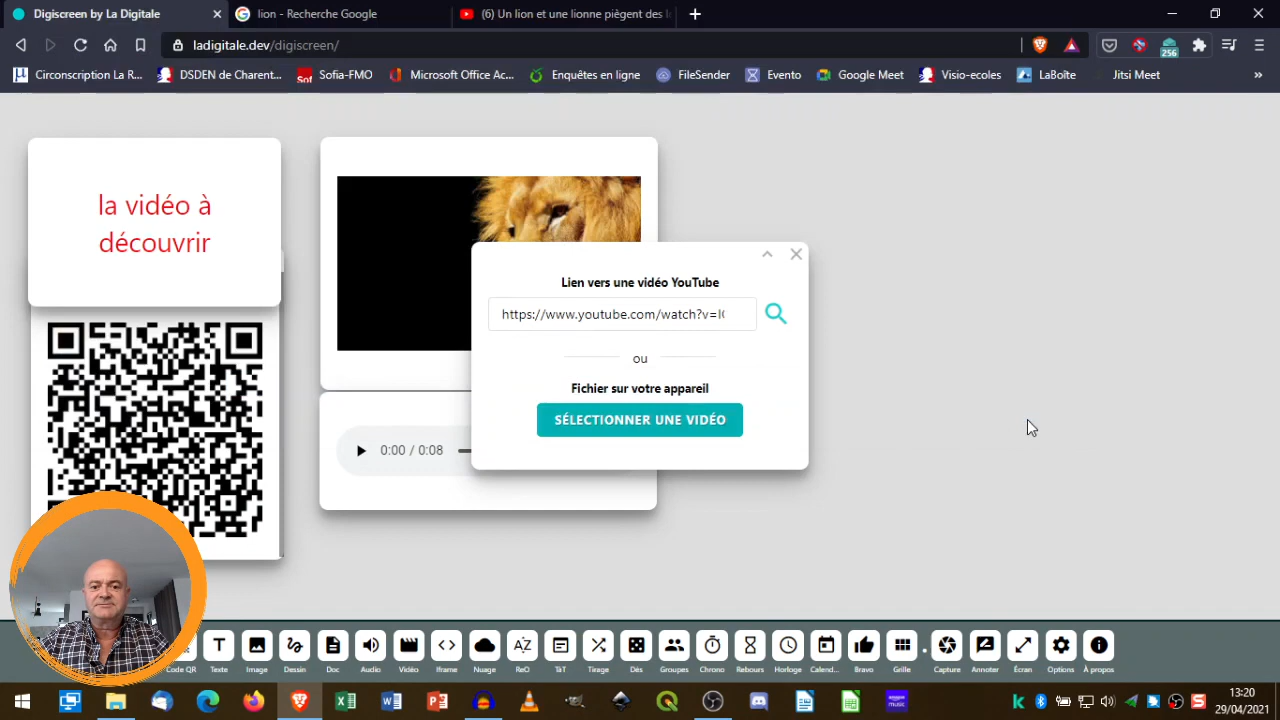 Digiscreen by La Digitale
lion - Recherche Google
(6) Un lion et une lionne piègent des l
ladigitale.dev/digiscreen/
256
Circonscription La R...
DSDEN de Charent...
Sofia-FMO
Microsoft Office Ac...
Enquêtes en ligne
FileSender
Evento
Google Meet
Visio-ecoles
LaBoîte
Jitsi Meet
la vidéo à
découvrir
Lien vers une vidéo YouTube
https://www.youtube.com/watch?v=I
ou
Fichier sur votre appareil
SÉLECTIONNER UNE VIDÉO
0:00 / 0:08
Code QR
Texte
Image
Dessin
Doc
Audio
Vidéo
Iframe
Nuage
ReO
TàT
Tirage
Dés
Groupes
Chrono
Rebours
Horloge
Calend...
Bravo
Grille
Capture
Annoter
Écran
Options
À propos
13:20
29/04/2021